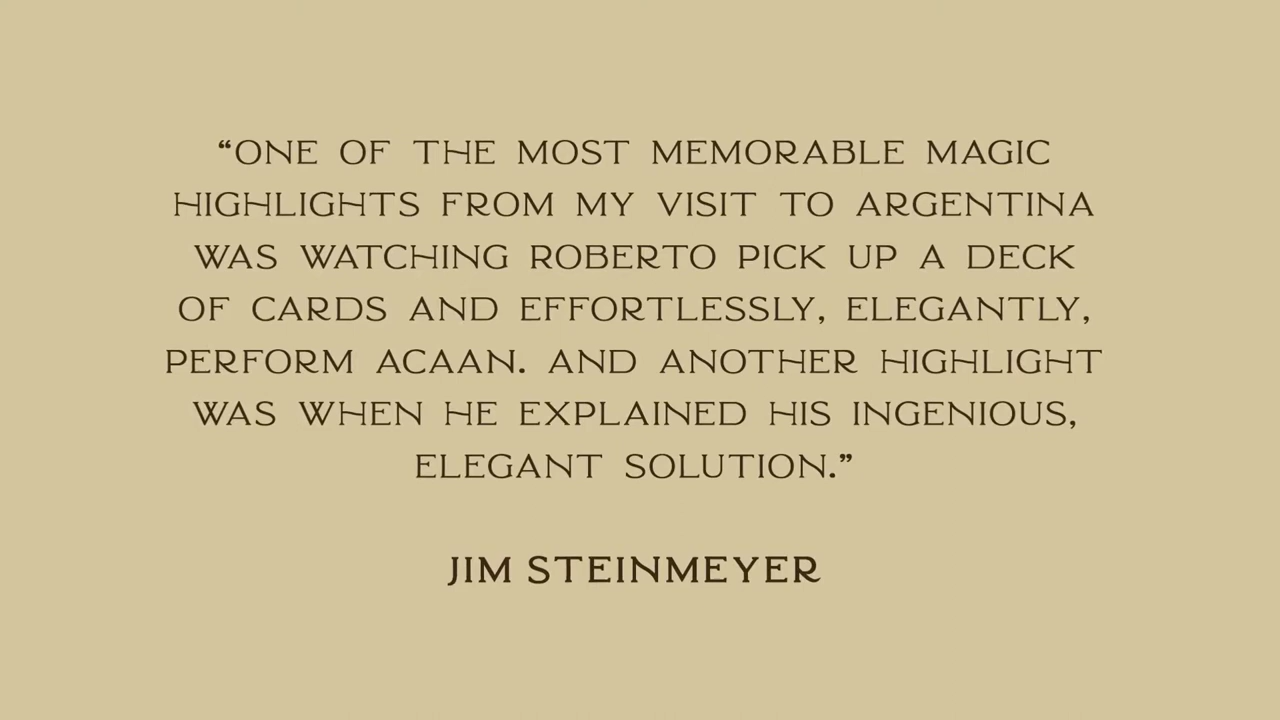 “ONE OF THE MOST MEMORABLE MAGIC
HIGHLIGHTS FROM MY VISIT TO ARGENTINA
WAS WATCHING ROBERTO PICK UP A DECK
OF CARDS AND EFFORTLESSLY, ELEGANTLY,
PERFORM ACAAN. AND ANOTHER HIGHLIGHT
WAS WHEN HE EXPLAINED HIS INGENIOUS,
ELEGANT SOLUTION.”
JIM STEINMEYER